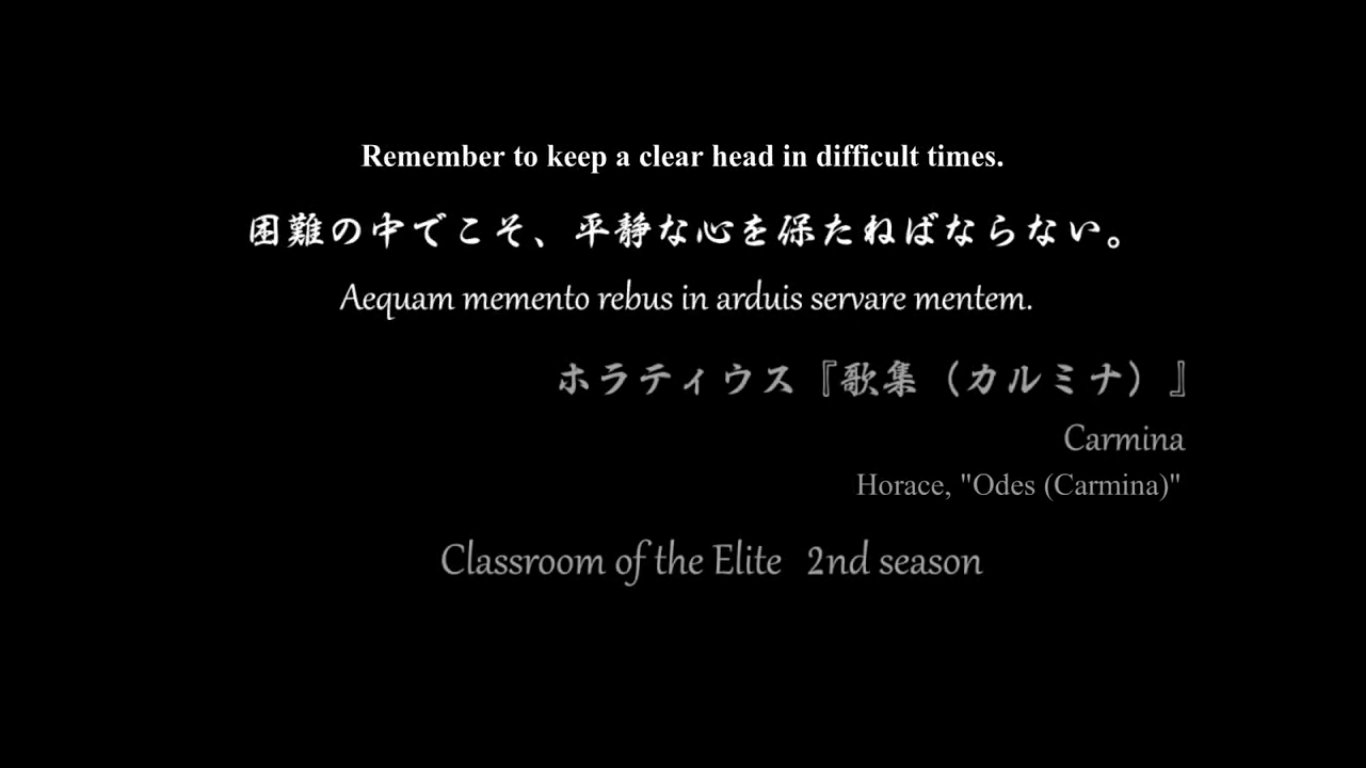 Remember to keep a clear head in difficult times.
困難の中でこそ、平静な心を保たねばならない。
Aequam memento rebus in arduis servare mentem.
ホラティウス『歌集（カルミナ）』
Carmina
Horace, "Odes (Carmina)"
Classroom of the Elite 2nd season